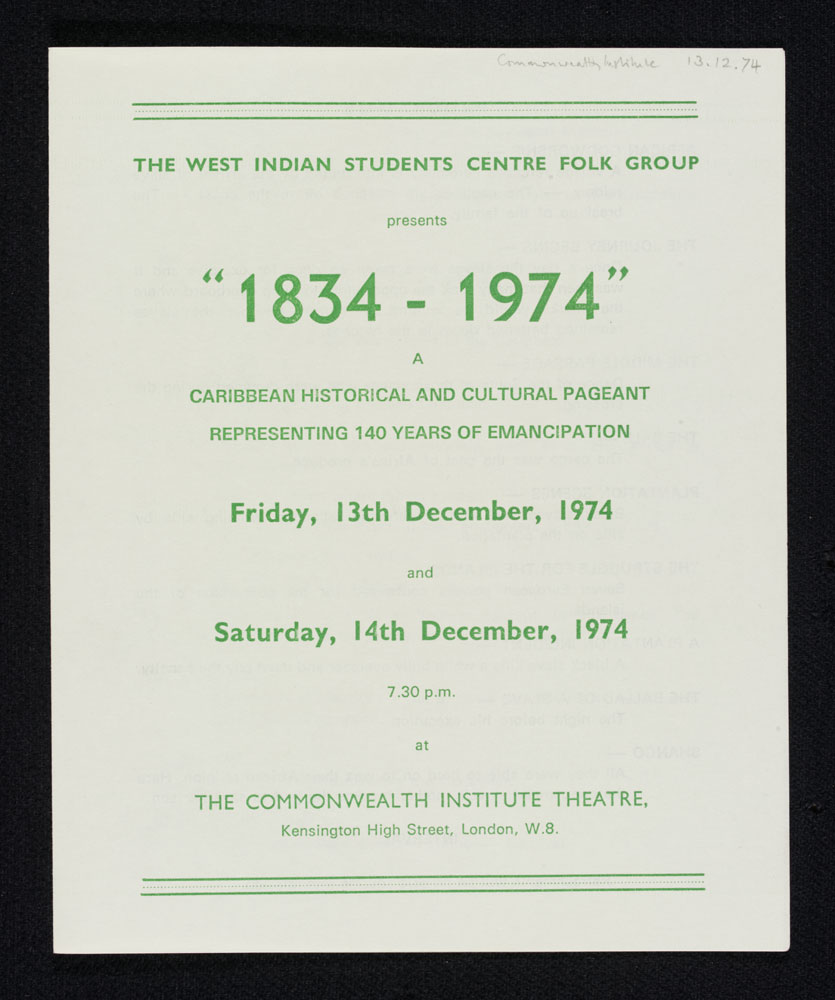 Commonwealth Institute 13.12.74
THE WEST INDIAN STUDENTS CENTRE FOLK GROUP
presents
“1834 - 1974”
A
CARIBBEAN HISTORICAL AND CULTURAL PAGEANT
REPRESENTING 140 YEARS OF EMANCIPATION
Friday, 13th December, 1974
and
Saturday, 14th December, 1974
7.30 p.m.
at
THE COMMONWEALTH INSTITUTE THEATRE,
Kensington High Street, London, W.8.